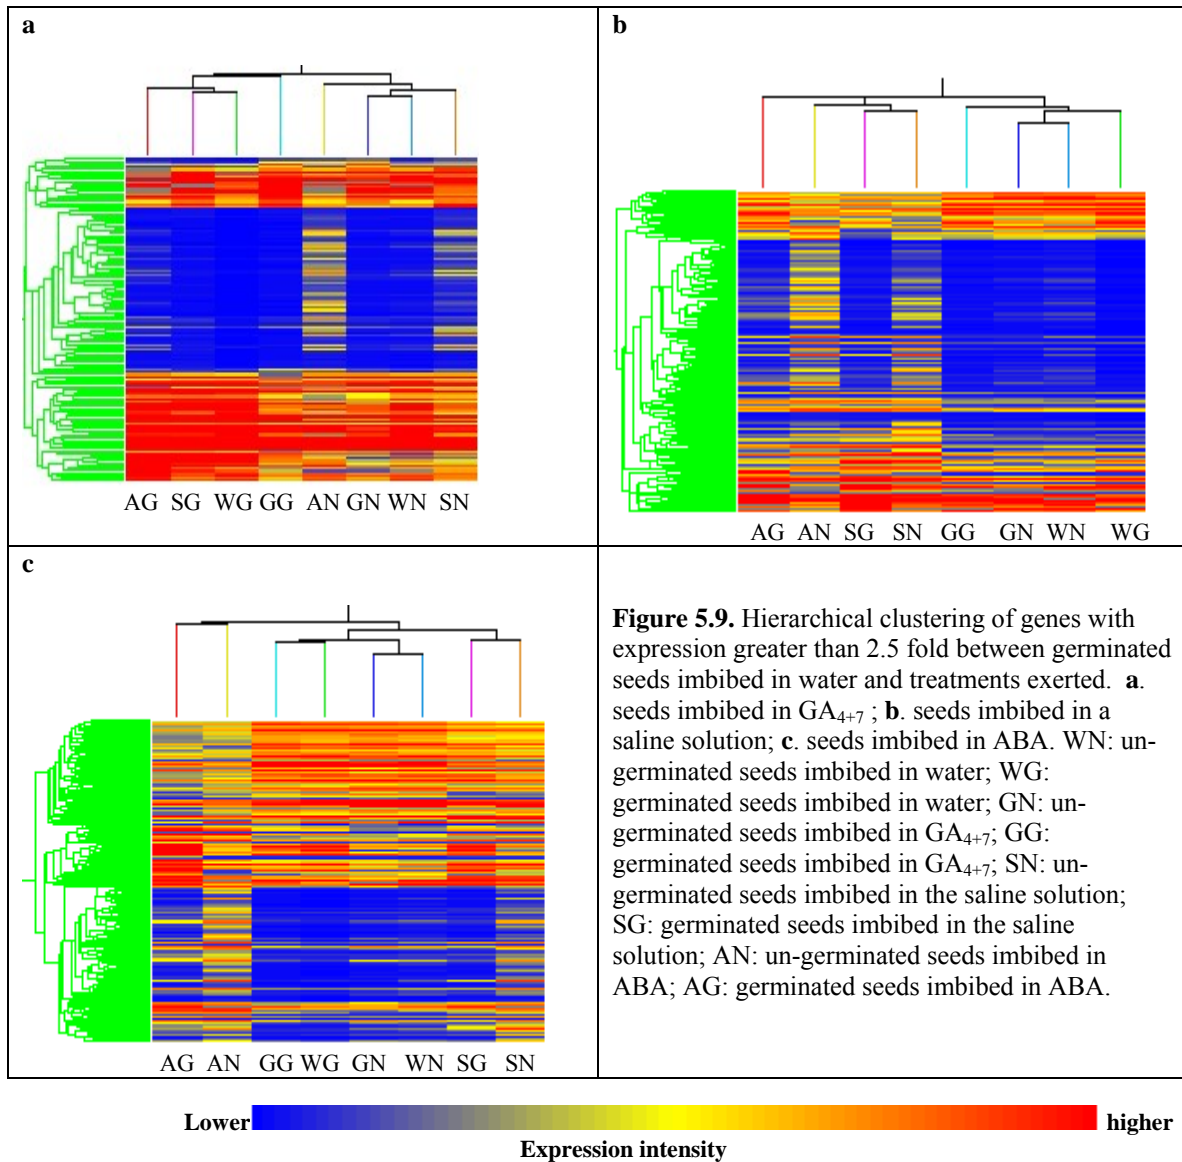 a
AG SG WG GG AN GN WN SN
b
AG AN SG SN GG GN WN WG
c
AG AN GG WG GN WN SG SN
Figure 5.9. Hierarchical clustering of genes with
expression greater than 2.5 fold between germinated
seeds imbibed in water and treatments exerted. a.
seeds imbibed in GA4+7 ; b. seeds imbibed in a
saline solution; c. seeds imbibed in ABA. WN: un-
germinated seeds imbibed in water; WG:
germinated seeds imbibed in water; GN: un-
germinated seeds imbibed in GA4+7; GG:
germinated seeds imbibed in GA4+7; SN: un-
germinated seeds imbibed in the saline solution;
SG: germinated seeds imbibed in the saline
solution; AN: un-germinated seeds imbibed in
ABA; AG: germinated seeds imbibed in ABA.
Lower higher
Expression intensity